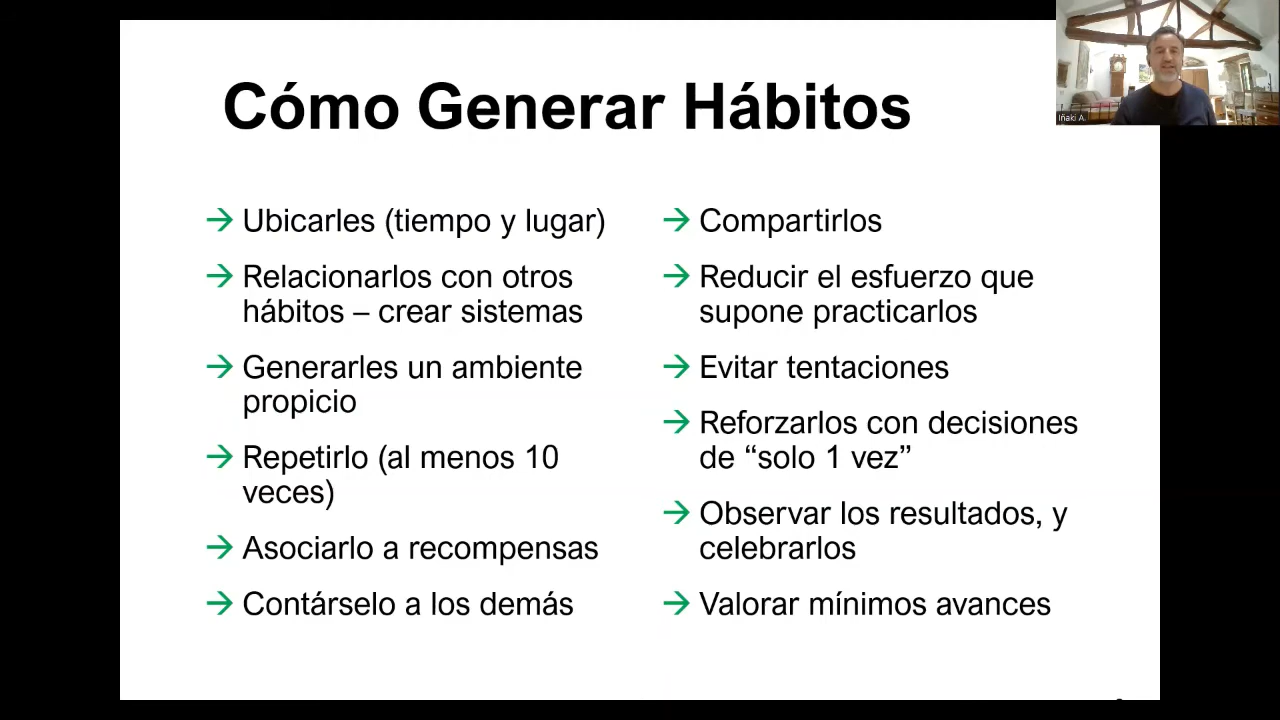 Cómo Generar Hábitos
→ Ubicarles (tiempo y lugar)
→ Relacionarlos con otros
hábitos – crear sistemas
→ Generarles un ambiente
propicio
→ Repetirlo (al menos 10
veces)
→ Asociarlo a recompensas
→ Contárselo a los demás
→ Compartirlos
→ Reducir el esfuerzo que
supone practicarlos
→ Evitar tentaciones
→ Reforzarlos con decisiones
de “solo 1 vez”
→ Observar los resultados, y
celebrarlos
→ Valorar mínimos avances
Iñaki A.